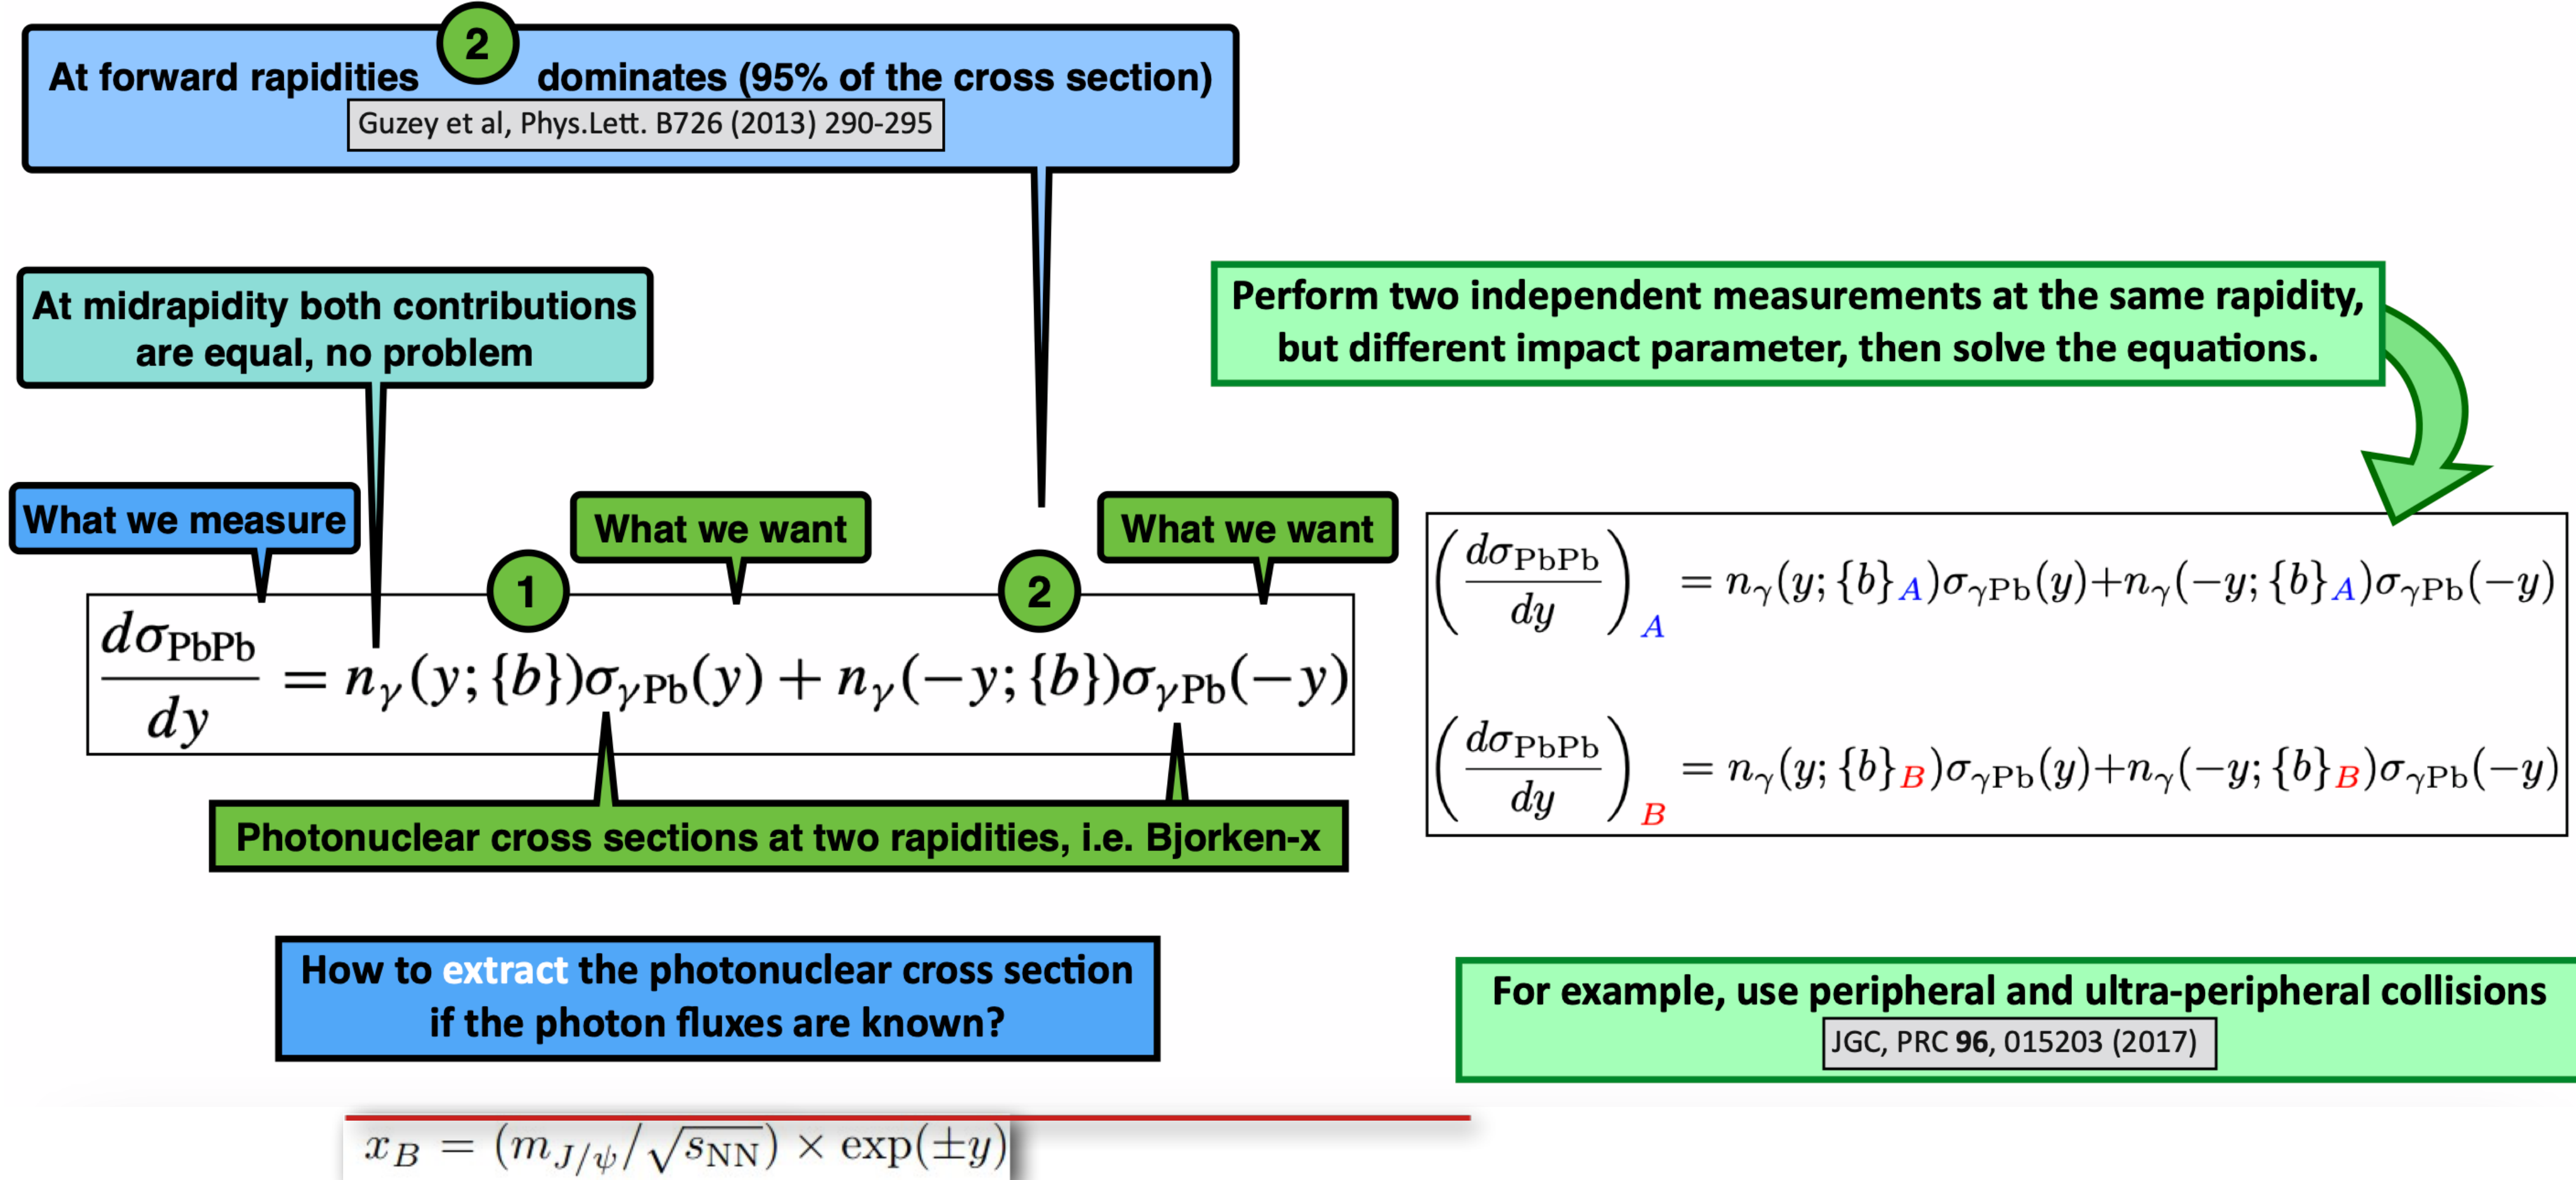 At forward rapidities 2 dominates (95% of the cross section)
Guzey et al, Phys.Lett. B726 (2013) 290-295
At midrapidity both contributions
are equal, no problem
Perform two independent measurements at the same rapidity,
but different impact parameter, then solve the equations.
What we measure
What we want
What we want
1
2
dσ_PbPb/dy = n_γ(y;{b})σ_γPb(y) + n_γ(−y;{b})σ_γPb(−y)
Photonuclear cross sections at two rapidities, i.e. Bjorken-x
(dσ_PbPb/dy)_A = n_γ(y;{b}_A)σ_γPb(y)+n_γ(−y;{b}_A)σ_γPb(−y)
(dσ_PbPb/dy)_B = n_γ(y;{b}_B)σ_γPb(y)+n_γ(−y;{b}_B)σ_γPb(−y)
How to extract the photonuclear cross section
if the photon fluxes are known?
For example, use peripheral and ultra-peripheral collisions
JGC, PRC 96, 015203 (2017)
x_B = (m_J/ψ/√s_NN) × exp(±y)